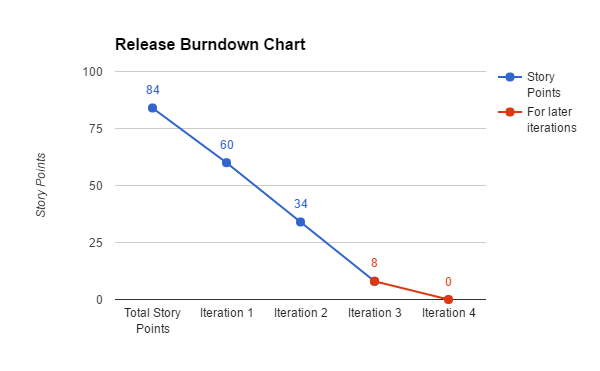 Release Burndown Chart
100
75
50
25
0
Story Points
84
60
34
8
0
Total Story
Points
Iteration 1
Iteration 2
Iteration 3
Iteration 4
Story
Points
For later
iterations